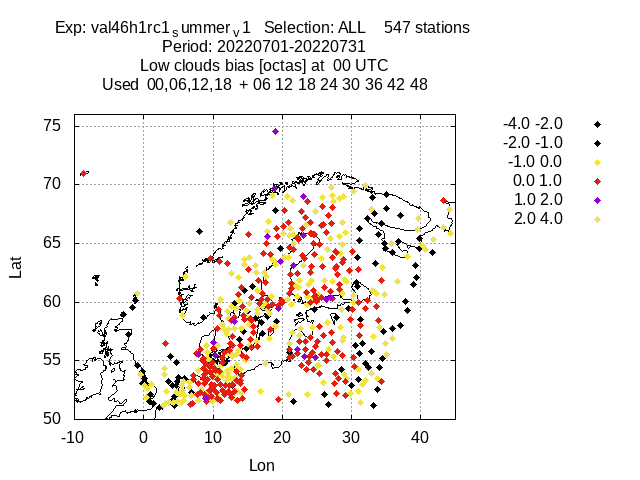 Exp: val46h1rc1summerv1 Selection: ALL 547 stations
Period: 20220701-20220731
Low clouds bias [octas] at 00 UTC
Used 00,06,12,18 + 06 12 18 24 30 36 42 48
-4.0 -2.0
-2.0 -1.0
-1.0 0.0
0.0 1.0
1.0 2.0
2.0 4.0
75
70
65
60
55
50
Lat
-10 0 10 20 30 40
Lon